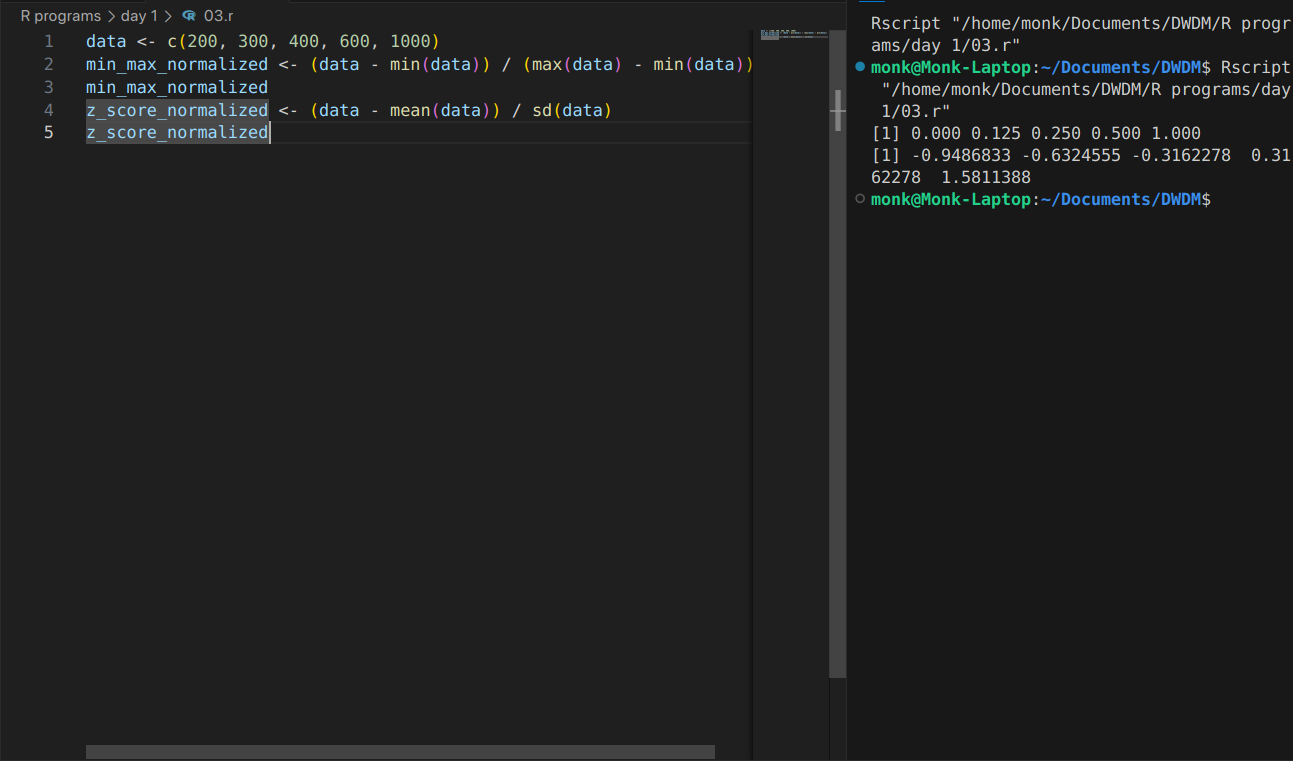 R programs > day 1 > 03.r
1 data <- c(200, 300, 400, 600, 1000)
2 min_max_normalized <- (data - min(data)) / (max(data) - min(data))
3 min_max_normalized
4 z_score_normalized <- (data - mean(data)) / sd(data)
5 z_score_normalized
Rscript "/home/monk/Documents/DWDM/R progr
ams/day 1/03.r"
monk@Monk-Laptop:~/Documents/DWDM$ Rscript
"/home/monk/Documents/DWDM/R programs/day
1/03.r"
[1] 0.000 0.125 0.250 0.500 1.000
[1] -0.9486833 -0.6324555 -0.3162278  0.31
62278  1.5811388
monk@Monk-Laptop:~/Documents/DWDM$